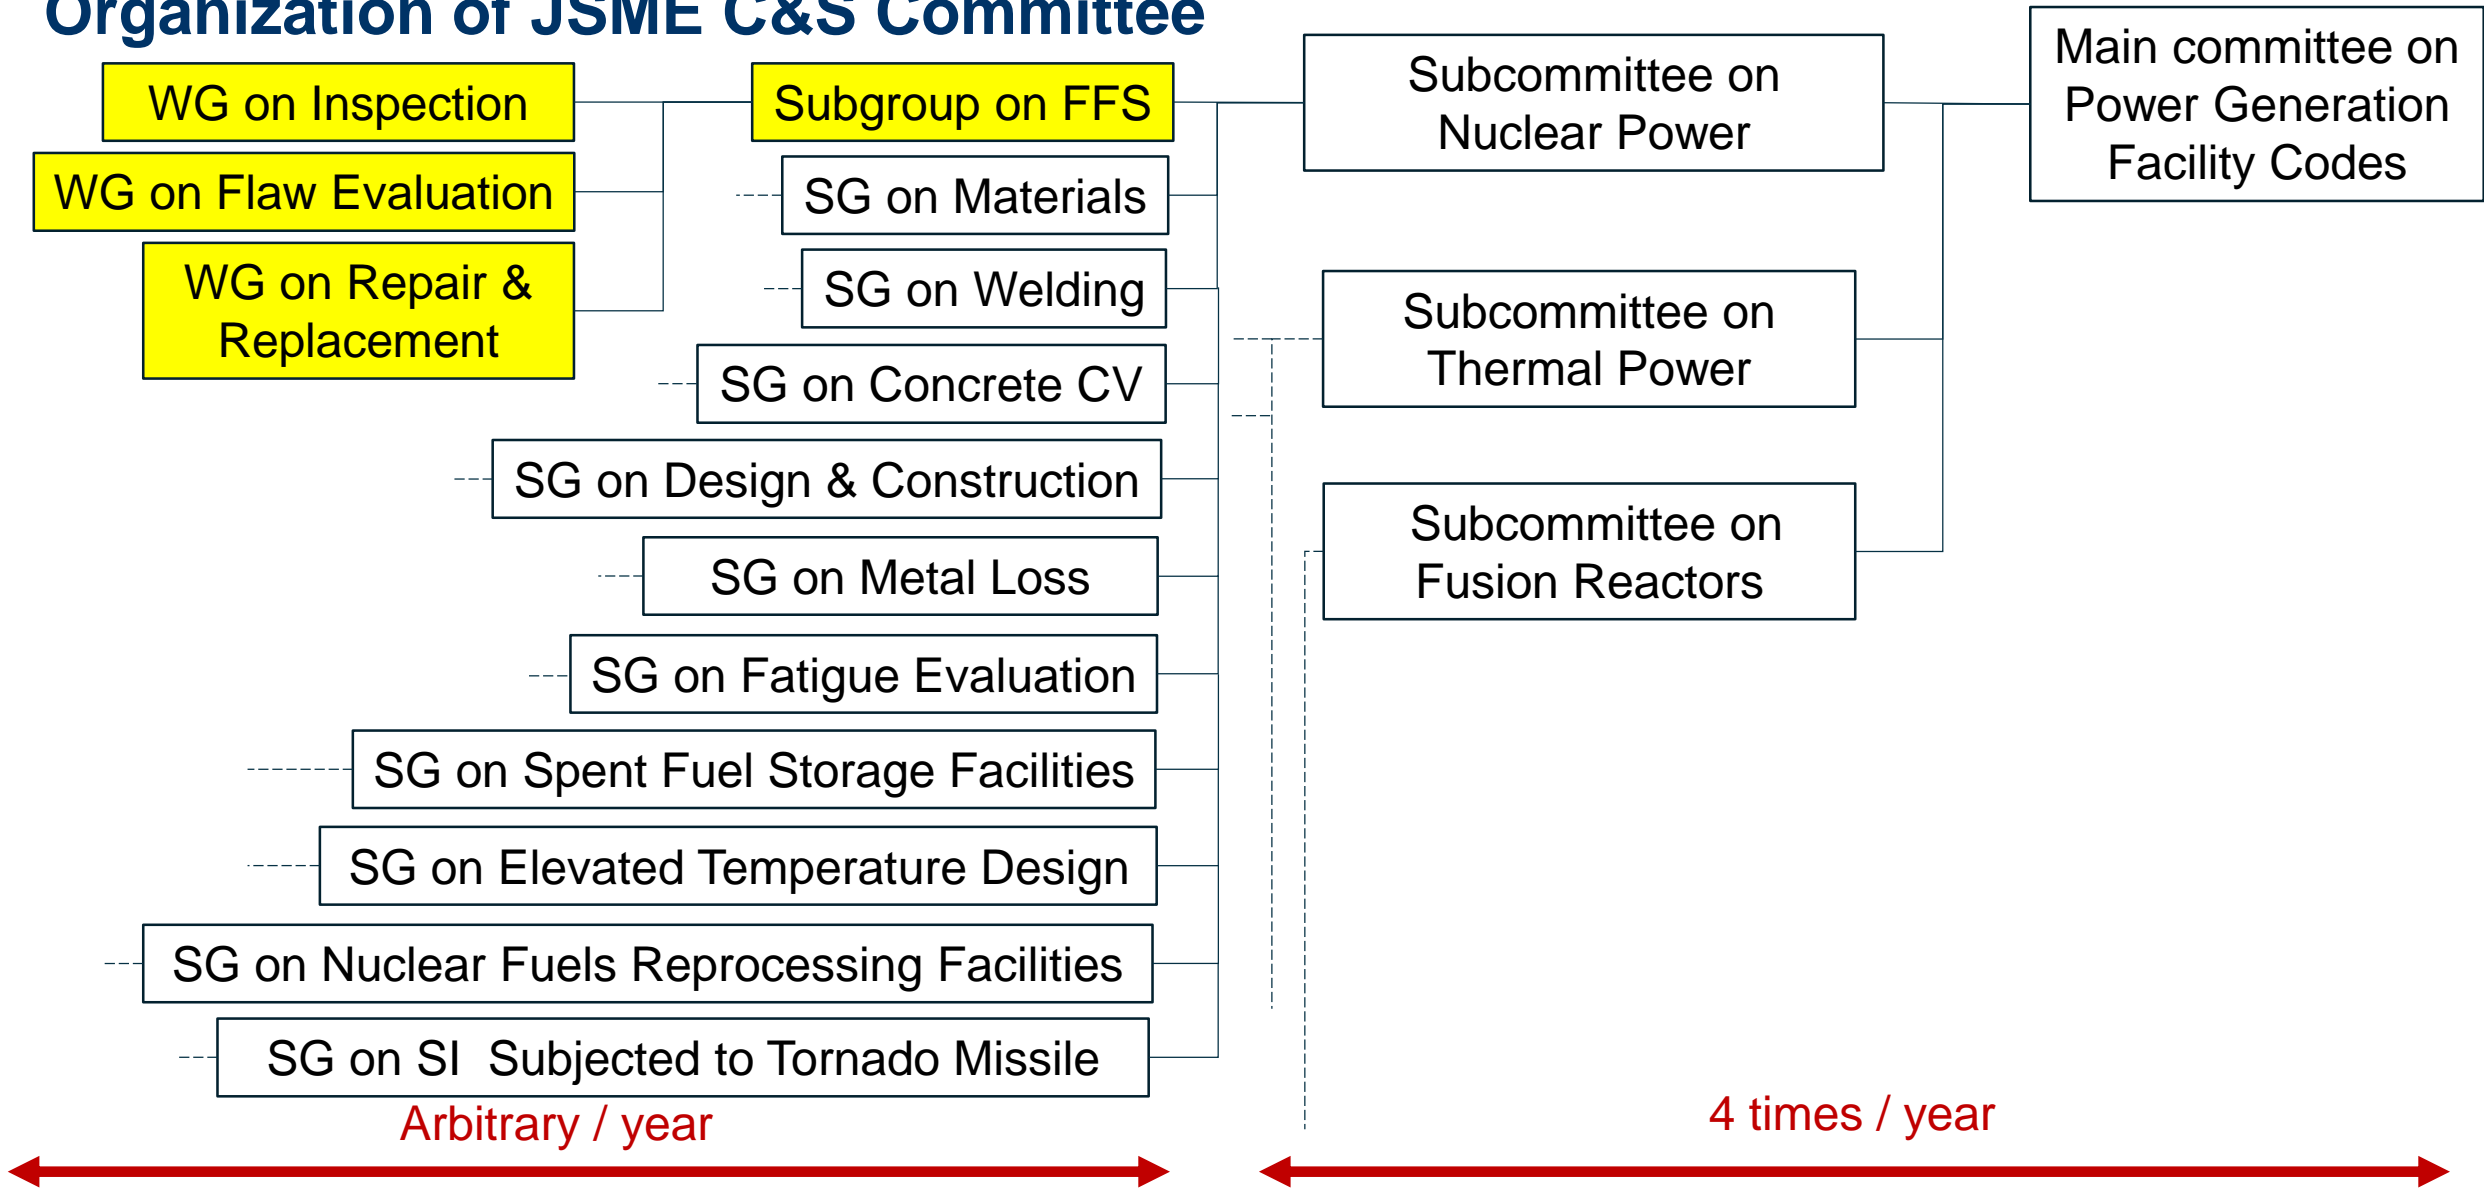 Organization of JSME C&S Committee
WG on Inspection
WG on Flaw Evaluation
WG on Repair &
Replacement
Subgroup on FFS
SG on Materials
SG on Welding
SG on Concrete CV
SG on Design & Construction
SG on Metal Loss
SG on Fatigue Evaluation
SG on Spent Fuel Storage Facilities
SG on Elevated Temperature Design
SG on Nuclear Fuels Reprocessing Facilities
SG on SI  Subjected to Tornado Missile
Subcommittee on
Nuclear Power
Subcommittee on
Thermal Power
Subcommittee on
Fusion Reactors
Main committee on
Power Generation
Facility Codes
Arbitrary / year
4 times / year